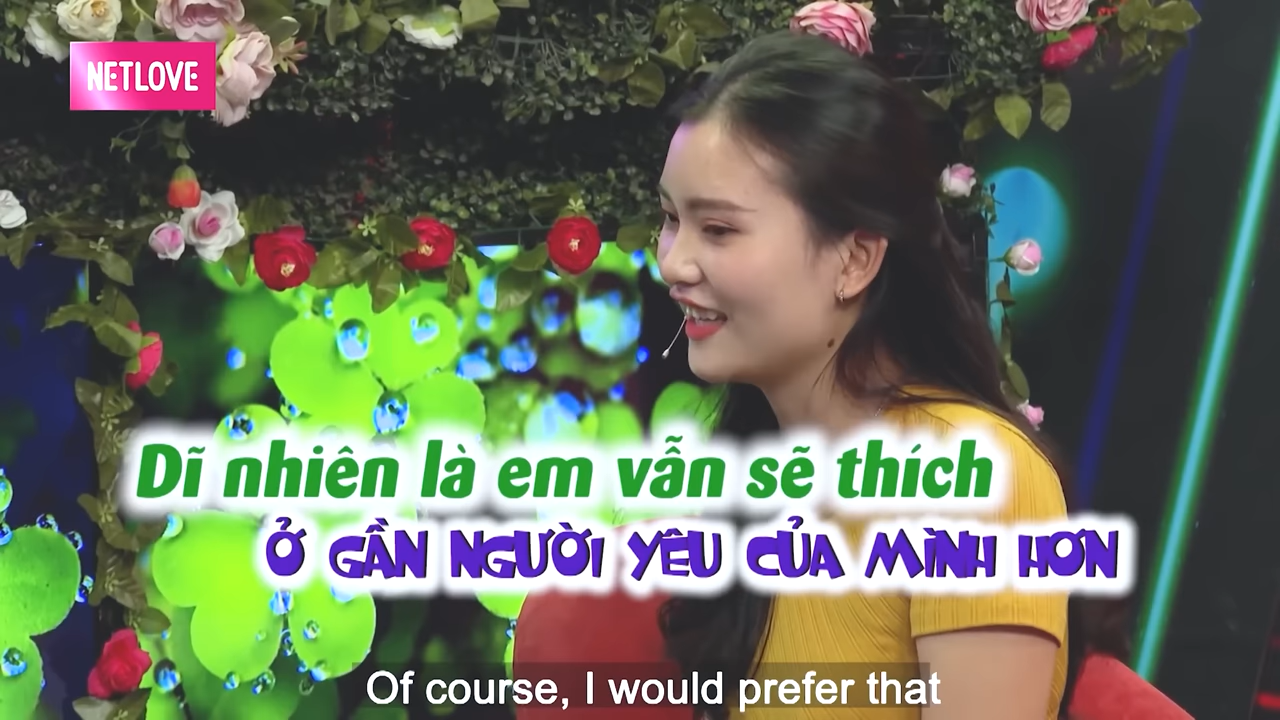 NETLOVE
Dĩ nhiên là em vẫn sẽ thích
Ở GẦN NGƯỜI YÊU CỦA MÌNH HƠN
Of course, I would prefer that